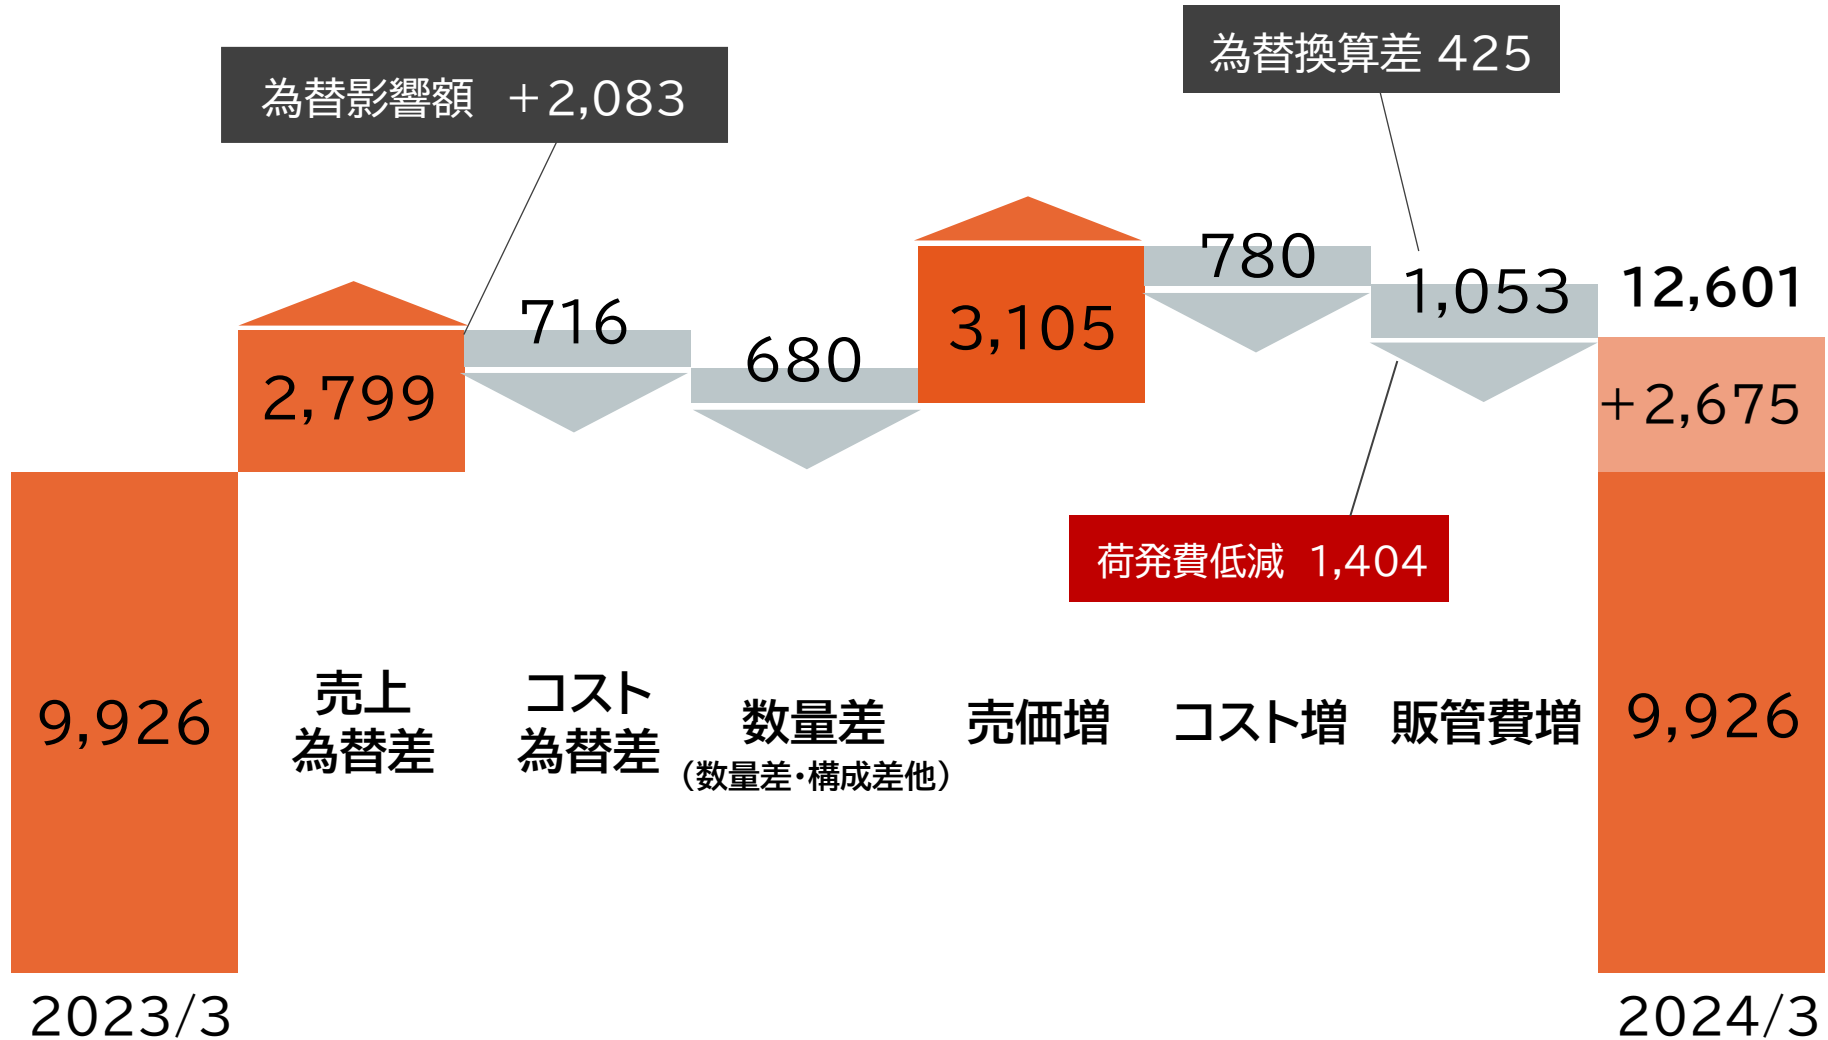 為替影響額 +2,083
為替換算差 425
9,926
2,799
716
680
3,105
780
1,053
12,601
+2,675
9,926
荷発費低減 1,404
売上
為替差
コスト
為替差
数量差
(数量差・構成差他)
売価増
コスト増
販管費増
2023/3
2024/3